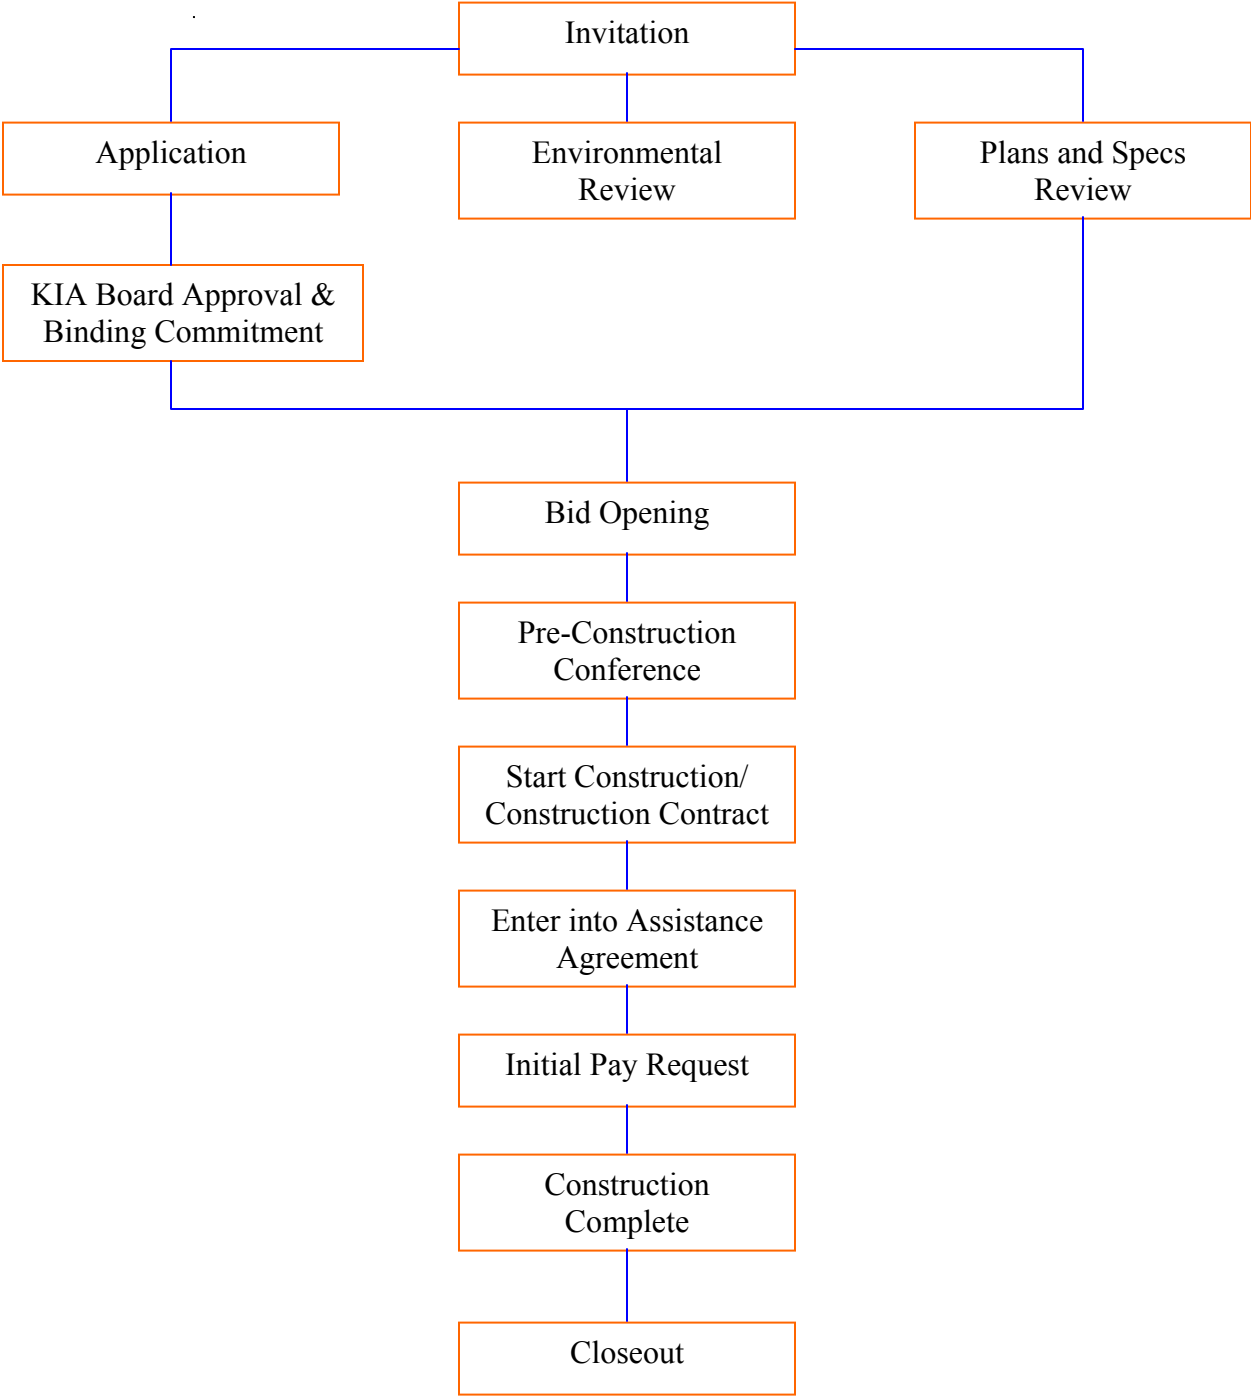 Invitation
Application
Environmental
Review
Plans and Specs
Review
KIA Board Approval &
Binding Commitment
Bid Opening
Pre-Construction
Conference
Start Construction/
Construction Contract
Enter into Assistance
Agreement
Initial Pay Request
Construction
Complete
Closeout